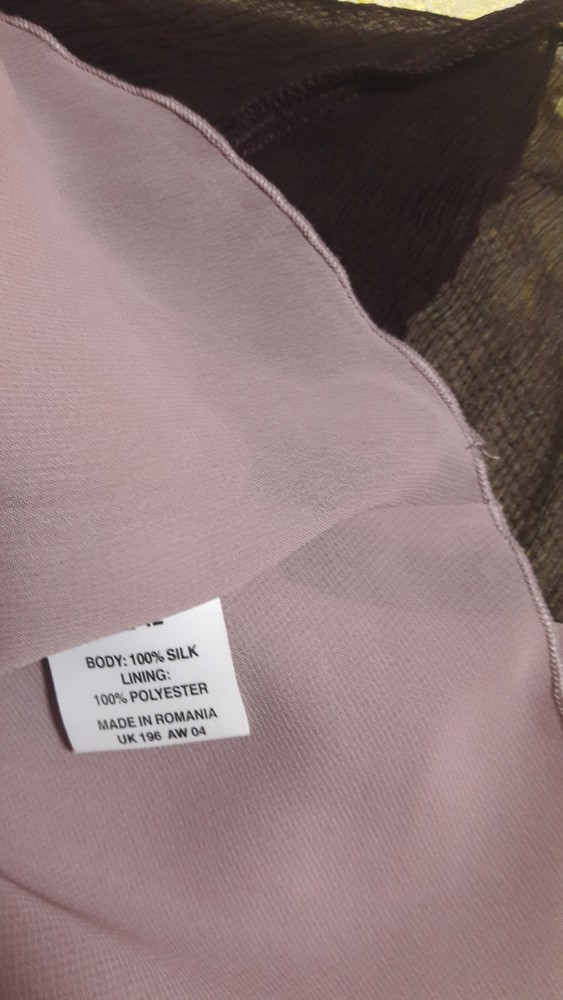 BODY: 100% SILK
LINING:
100% POLYESTER
MADE IN ROMANIA
UK 196 AW 04